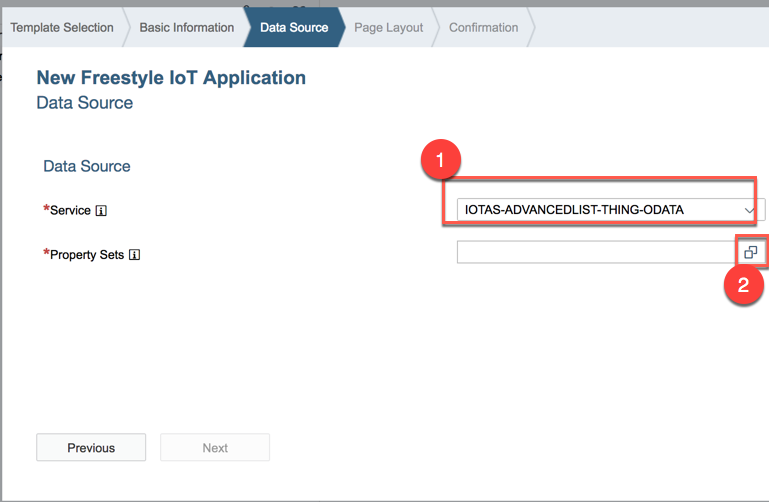 Template Selection Basic Information Data Source Page Layout Confirmation
New Freestyle IoT Application
Data Source
Data Source
1
*Service i IOTAS-ADVANCEDLIST-THING-ODATA
*Property Sets i
2
Previous Next